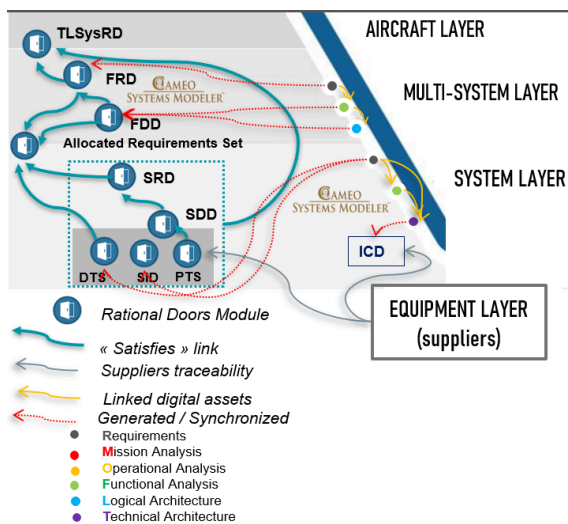 TLSysRD
AIRCRAFT LAYER
FRD
CAMEO
SYSTEMS MODELER™
MULTI-SYSTEM LAYER
FDD
Allocated Requirements Set
SRD
SYSTEM LAYER
CAMEO
SYSTEMS MODELER™
SDD
ICD
DTS
SID
PTS
EQUIPMENT LAYER
(suppliers)
Rational Doors Module
« Satisfies » link
Suppliers traceability
Linked digital assets
Generated / Synchronized
Requirements
Mission Analysis
Operational Analysis
Functional Analysis
Logical Architecture
Technical Architecture